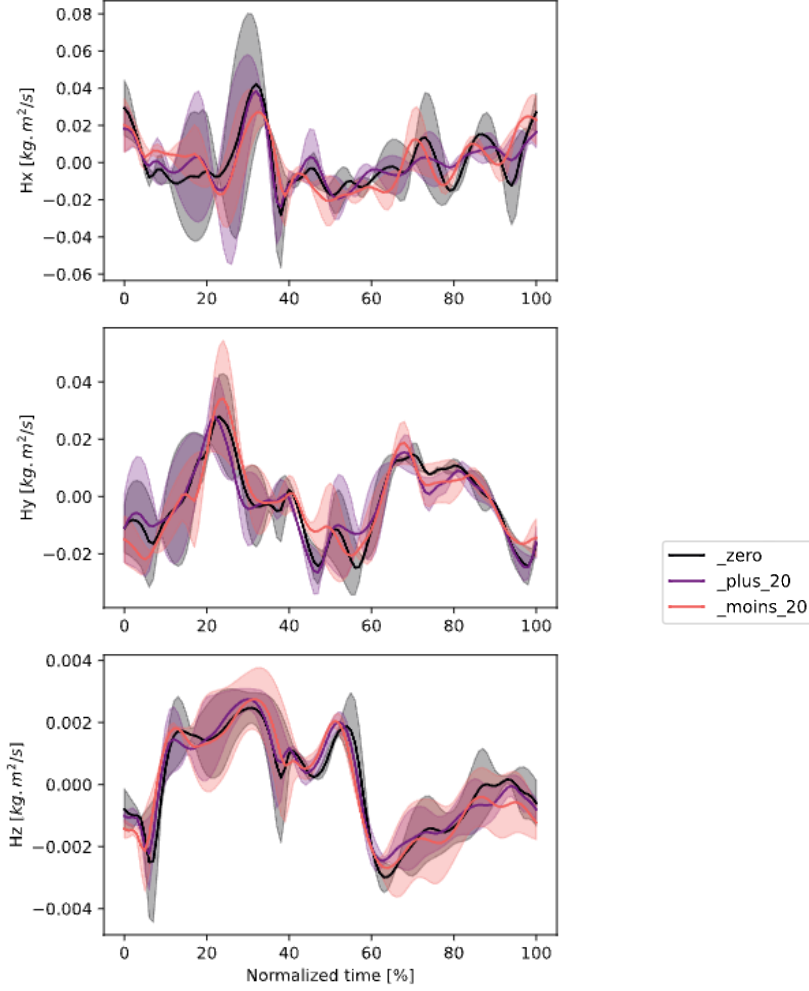 0.08
0.06
0.04
0.02
0.00
−0.02
−0.04
−0.06
Hx [kg. m²/s]
0 20 40 60 80 100
0.04
0.02
0.00
−0.02
Hy [kg. m²/s]
0 20 40 60 80 100
_zero
_plus_20
_moins_20
0.004
0.002
0.000
−0.002
−0.004
Hz [kg. m²/s]
0 20 40 60 80 100
Normalized time [%]